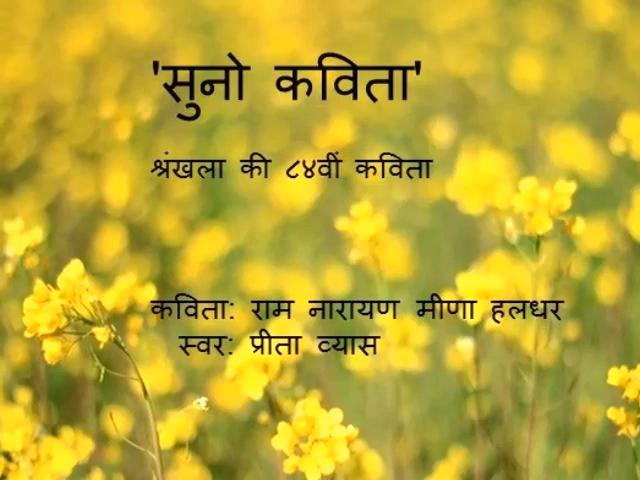 'सुनो कविता'
श्रंखला की ८४वीं कविता
कविता: राम नारायण मीणा हलधर
स्वर: प्रीता व्यास